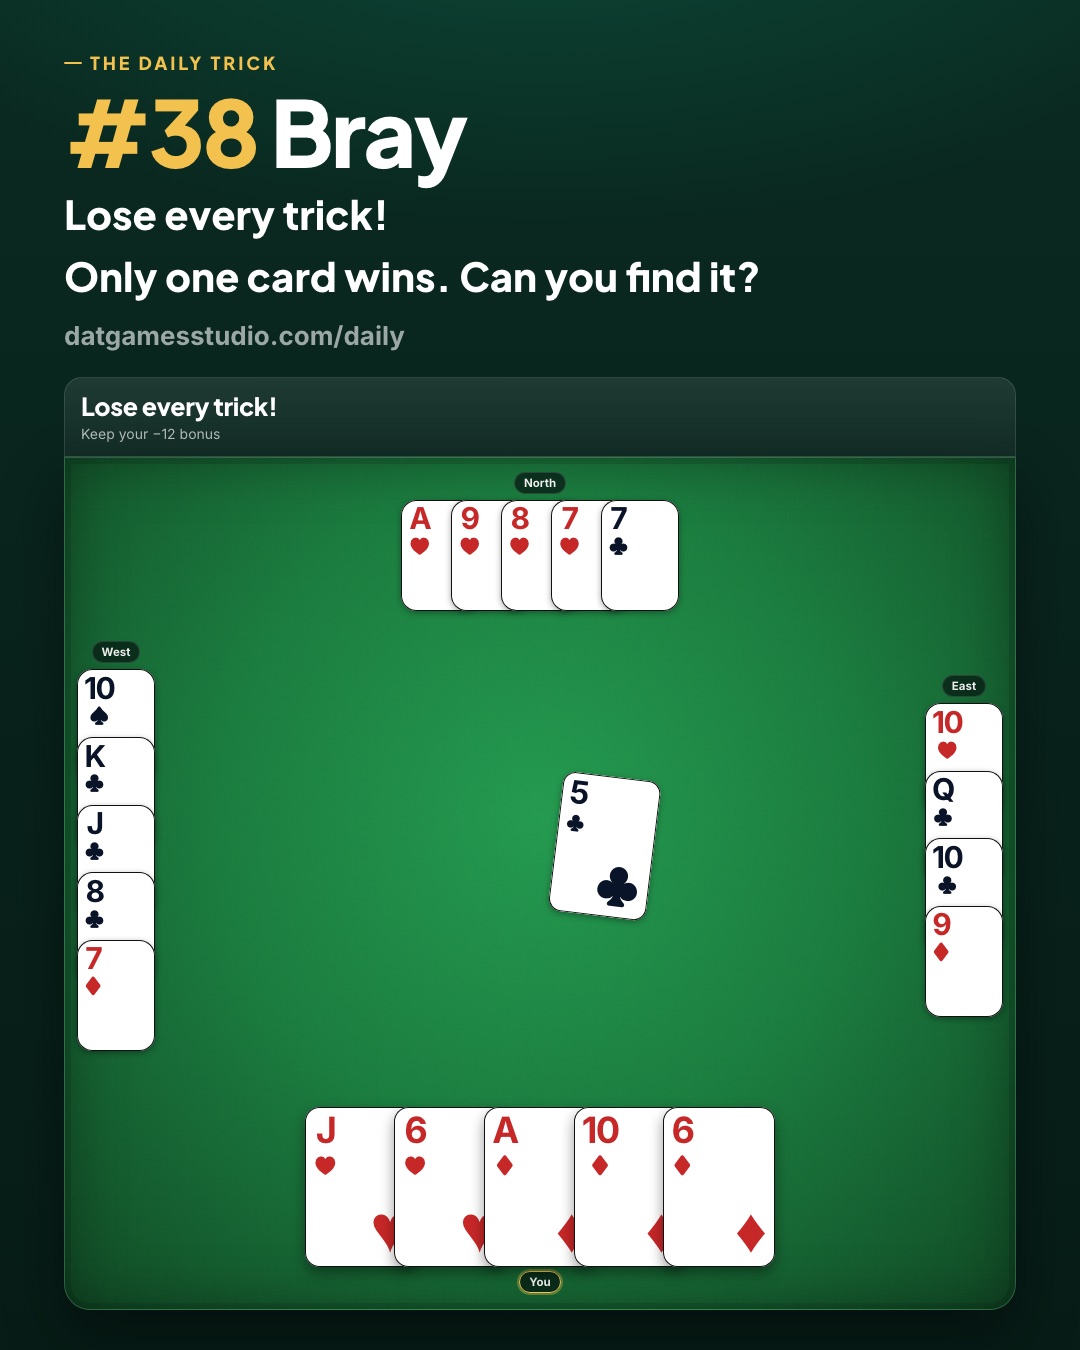 — THE DAILY TRICK
#38 Bray
Lose every trick!
Only one card wins. Can you find it?
datgamesstudio.com/daily
Lose every trick!
Keep your −12 bonus
North
A 9 8 7 7
West
10
K
J
8
7
East
10
Q
10
9
5
J 6 A 10 6
You